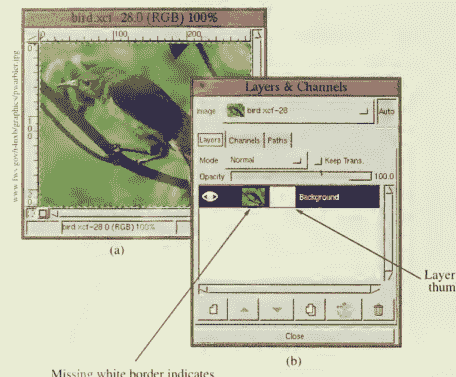 bird.xcf-28.0 (RGB) 100%
0
100
200
bird.xcf-28.0 (RGB) 100%
(a)
Layers & Channels
Image
bird.xcf-28
Auto
Layers
Channels
Paths
Mode
Normal
Keep Trans.
Opacity
100.0
Background
Close
(b)
Layer
thum
Missing white border indicates